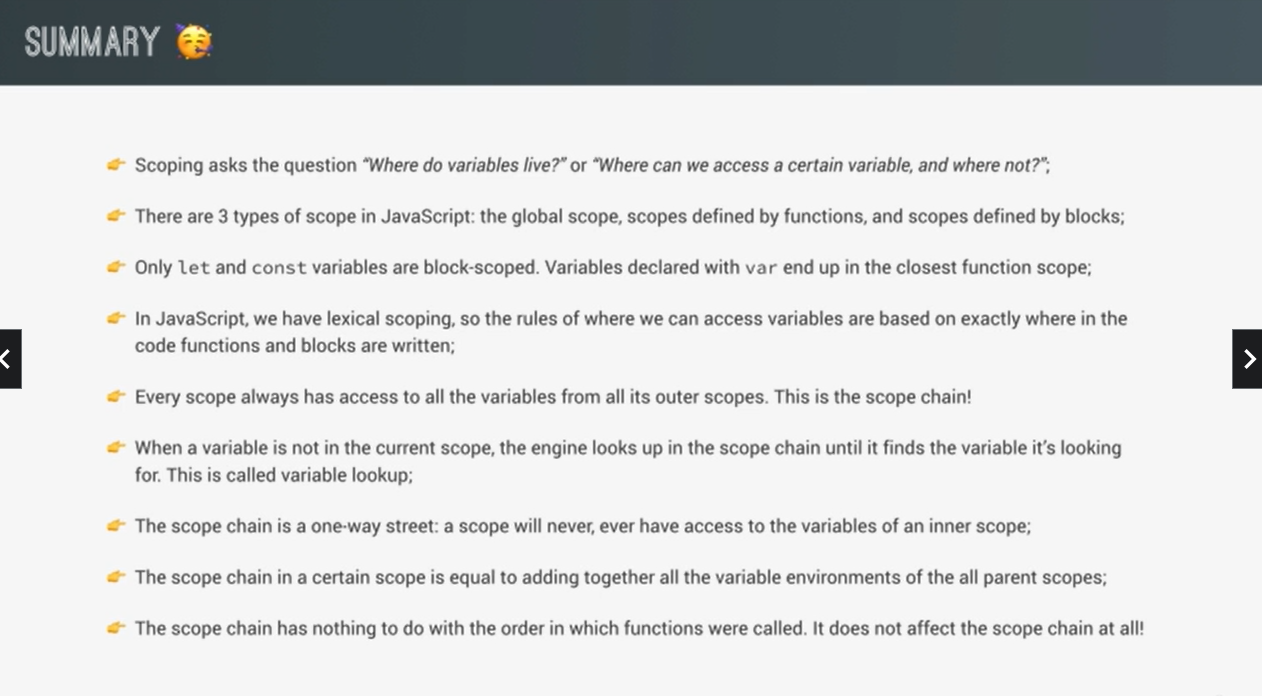 SUMMARY 🥳
👉 Scoping asks the question “Where do variables live?” or “Where can we access a certain variable, and where not?”;
👉 There are 3 types of scope in JavaScript: the global scope, scopes defined by functions, and scopes defined by blocks;
👉 Only let and const variables are block-scoped. Variables declared with var end up in the closest function scope;
👉 In JavaScript, we have lexical scoping, so the rules of where we can access variables are based on exactly where in the
code functions and blocks are written;
👉 Every scope always has access to all the variables from all its outer scopes. This is the scope chain!
👉 When a variable is not in the current scope, the engine looks up in the scope chain until it finds the variable it’s looking
for. This is called variable lookup;
👉 The scope chain is a one-way street: a scope will never, ever have access to the variables of an inner scope;
👉 The scope chain in a certain scope is equal to adding together all the variable environments of the all parent scopes;
👉 The scope chain has nothing to do with the order in which functions were called. It does not affect the scope chain at all!